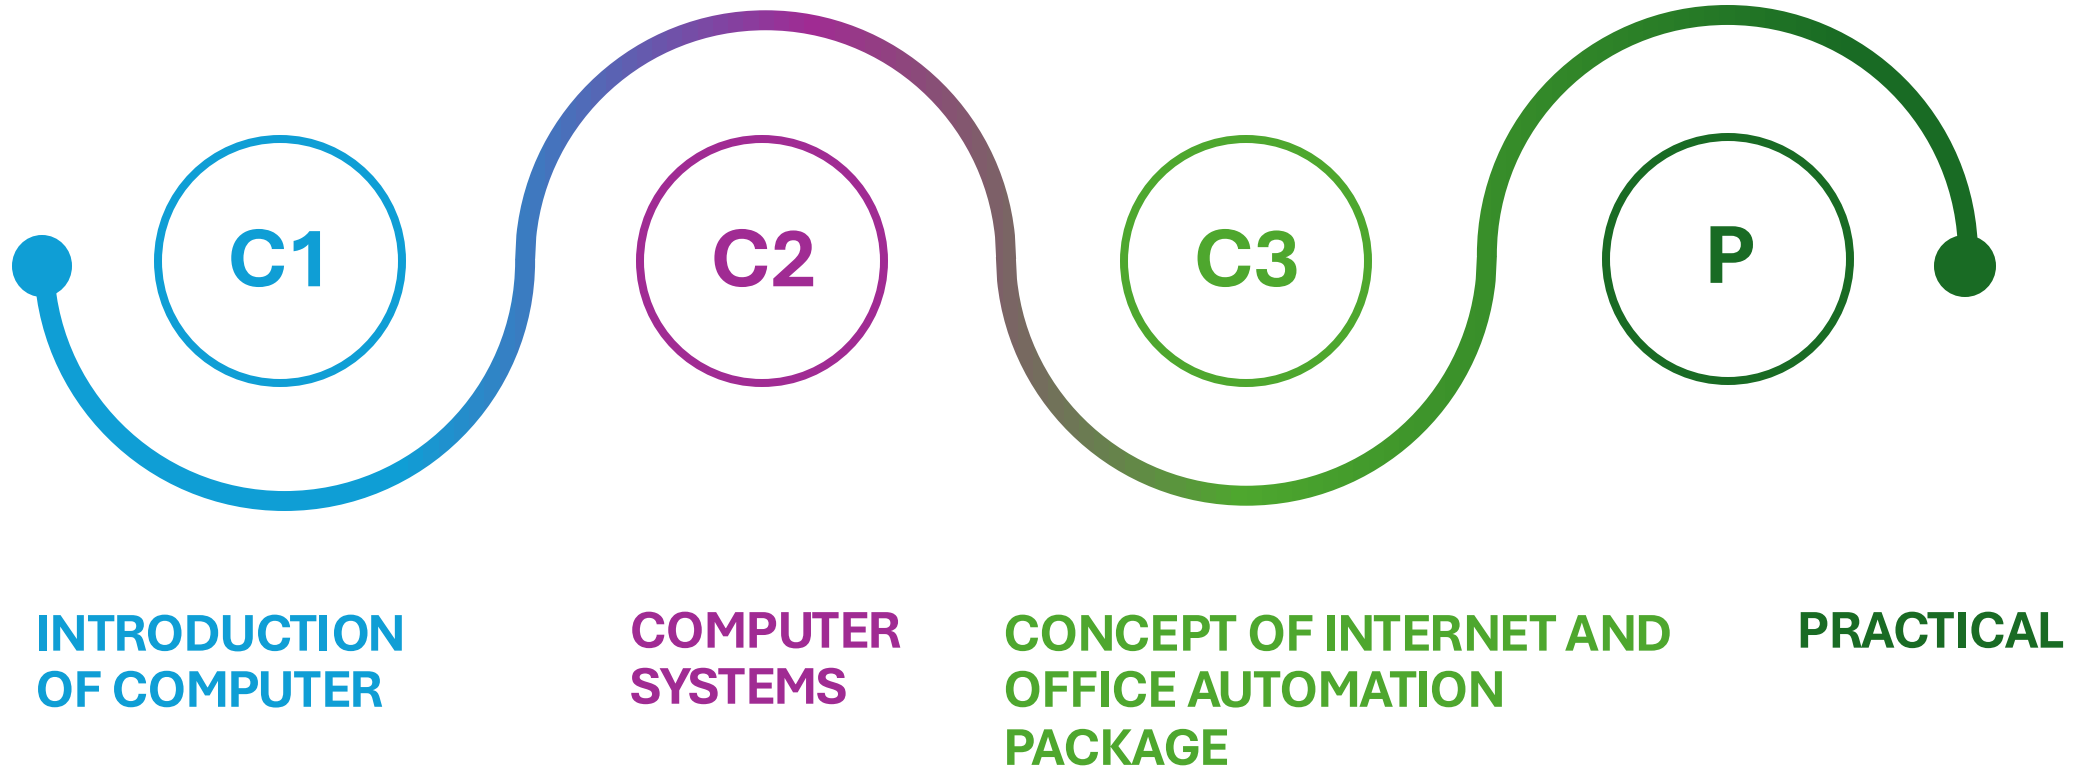 C1
C2
C3
P
INTRODUCTION
OF COMPUTER
COMPUTER
SYSTEMS
CONCEPT OF INTERNET AND
OFFICE AUTOMATION
PACKAGE
PRACTICAL